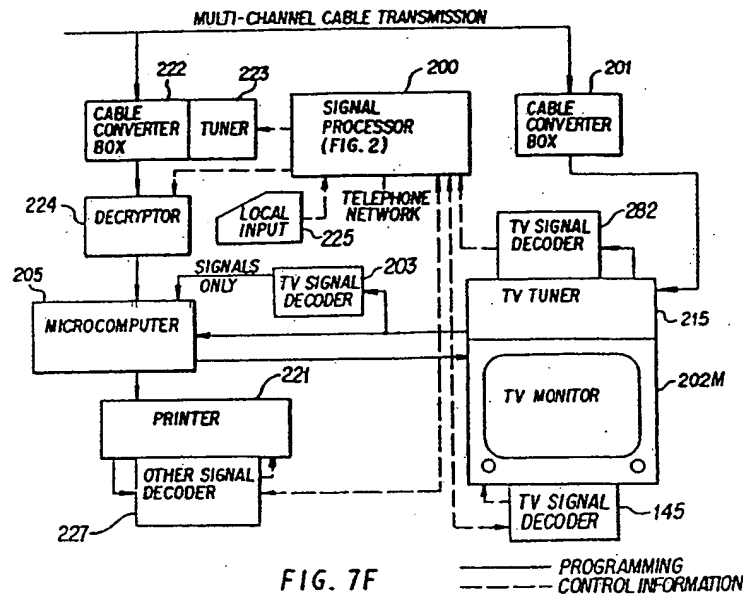 MULTI-CHANNEL CABLE TRANSMISSION
222
223
200
201
CABLE
CONVERTER
BOX
TUNER
SIGNAL
PROCESSOR
(FIG. 2)
CABLE
CONVERTER
BOX
224
DECRYPTOR
LOCAL
INPUT
225
TELEPHONE
NETWORK
TV SIGNAL
DECODER
282
205
SIGNALS
ONLY
TV SIGNAL
DECODER
203
MICROCOMPUTER
TV TUNER
215
221
PRINTER
TV MONITOR
202M
OTHER SIGNAL
DECODER
227
TV SIGNAL
DECODER
145
FIG. 7F
PROGRAMMING
CONTROL INFORMATION